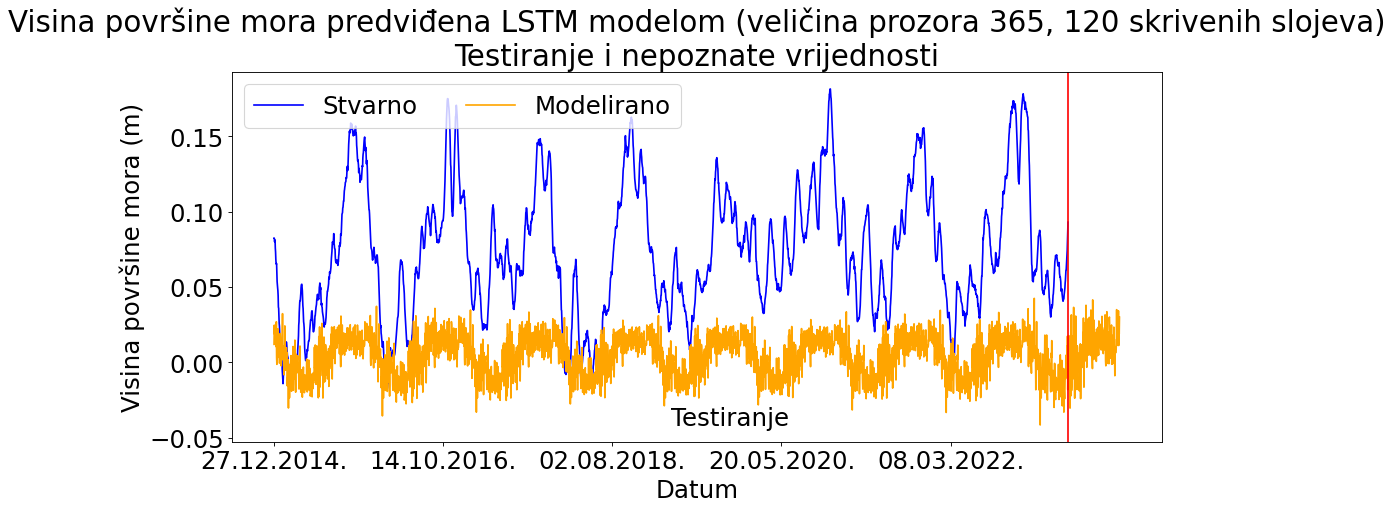 Visina površine mora predviđena LSTM modelom (veličina prozora 365, 120 skrivenih slojeva)
Testiranje i nepoznate vrijednosti
Stvarno Modelirano
Visina površine mora (m)
0.15
0.10
0.05
0.00
−0.05
Testiranje
27.12.2014. 14.10.2016. 02.08.2018. 20.05.2020. 08.03.2022.
Datum